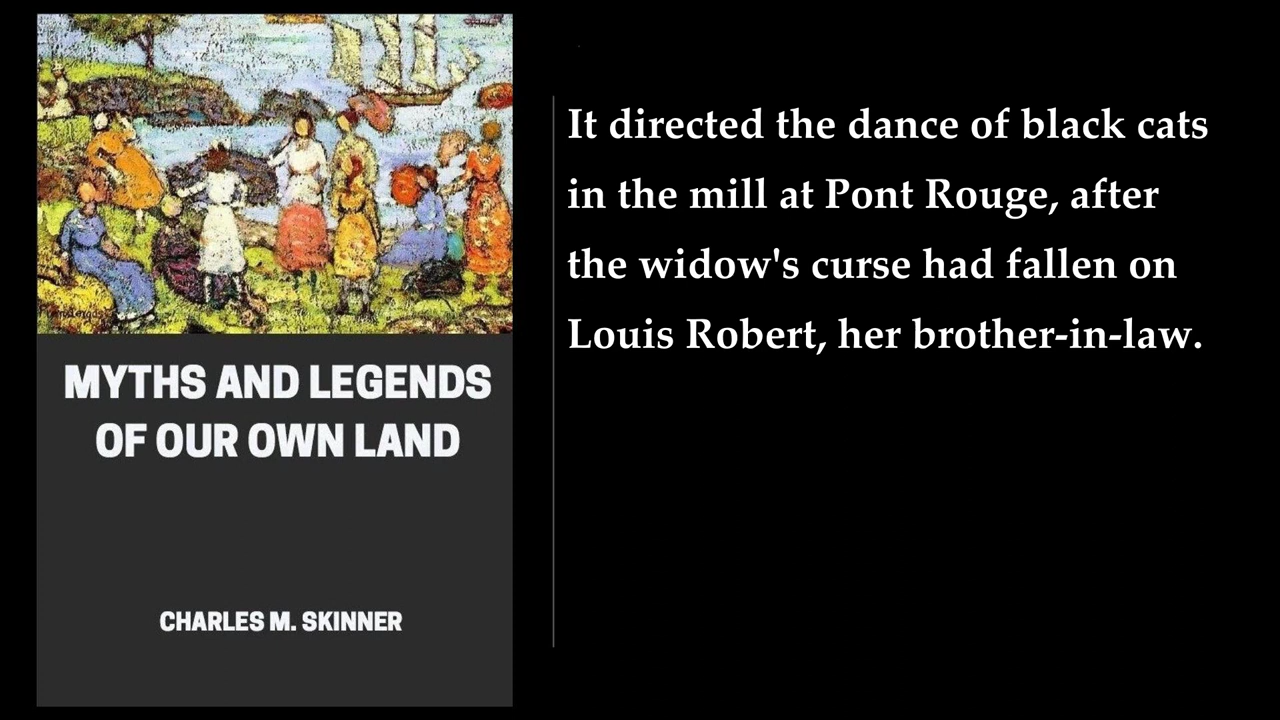 MYTHS AND LEGENDS
OF OUR OWN LAND
CHARLES M. SKINNER
It directed the dance of black cats
in the mill at Pont Rouge, after
the widow's curse had fallen on
Louis Robert, her brother-in-law.